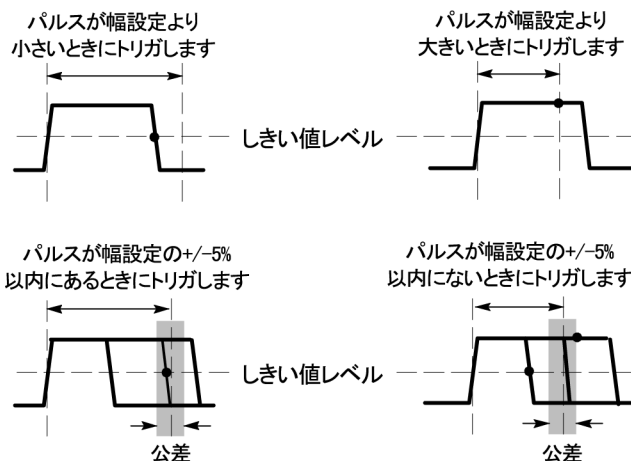 パルスが幅設定より
小さいときにトリガします
パルスが幅設定より
大きいときにトリガします
しきい値レベル
パルスが幅設定の+/-5%
以内にあるときにトリガします
パルスが幅設定の+/-5%
以内にないときにトリガします
しきい値レベル
公差
公差